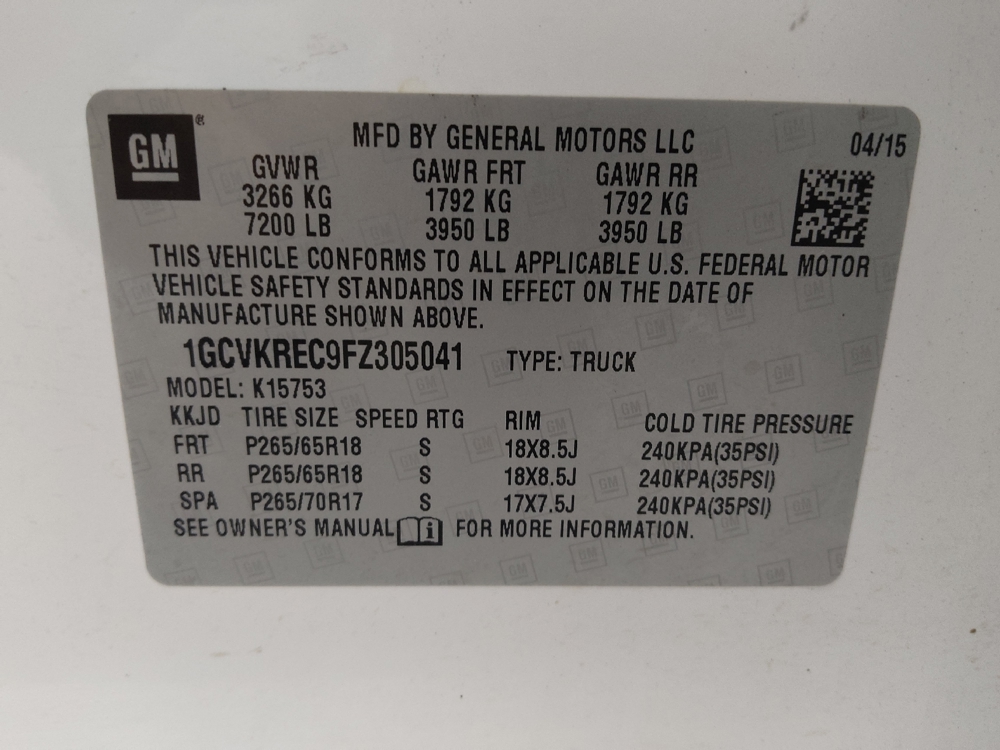 GM®
MFD BY GENERAL MOTORS LLC 04/15
GVWR GAWR FRT GAWR RR
3266 KG 1792 KG 1792 KG
7200 LB 3950 LB 3950 LB
THIS VEHICLE CONFORMS TO ALL APPLICABLE U.S. FEDERAL MOTOR
VEHICLE SAFETY STANDARDS IN EFFECT ON THE DATE OF
MANUFACTURE SHOWN ABOVE.
1GCVKREC9FZ305041 TYPE: TRUCK
MODEL: K15753
KKJD TIRE SIZE SPEED RTG RIM COLD TIRE PRESSURE
FRT P265/65R18 S 18X8.5J 240KPA(35PSI)
RR P265/65R18 S 18X8.5J 240KPA(35PSI)
SPA P265/70R17 S 17X7.5J 240KPA(35PSI)
SEE OWNER'S MANUAL FOR MORE INFORMATION.